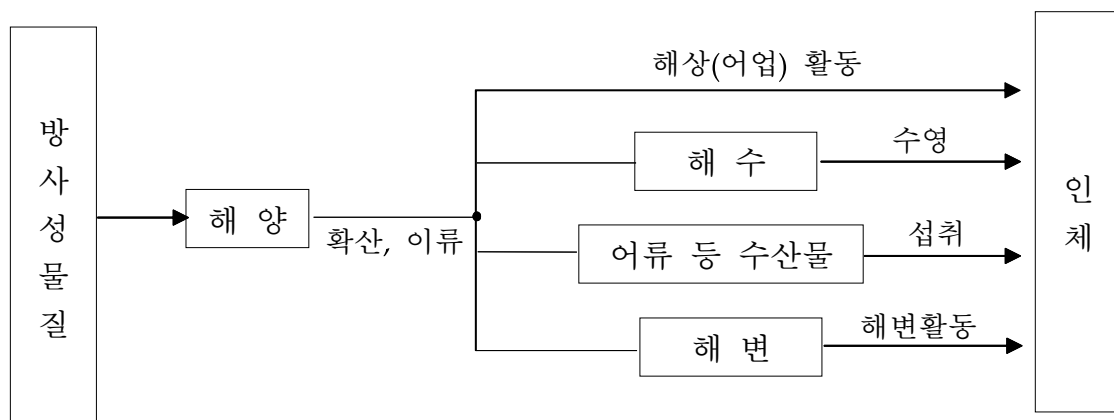 방사성물질
해 양
확산, 이류
해상(어업) 활동
해 수
수영
어류 등 수산물
섭취
해 변
해변활동
인체